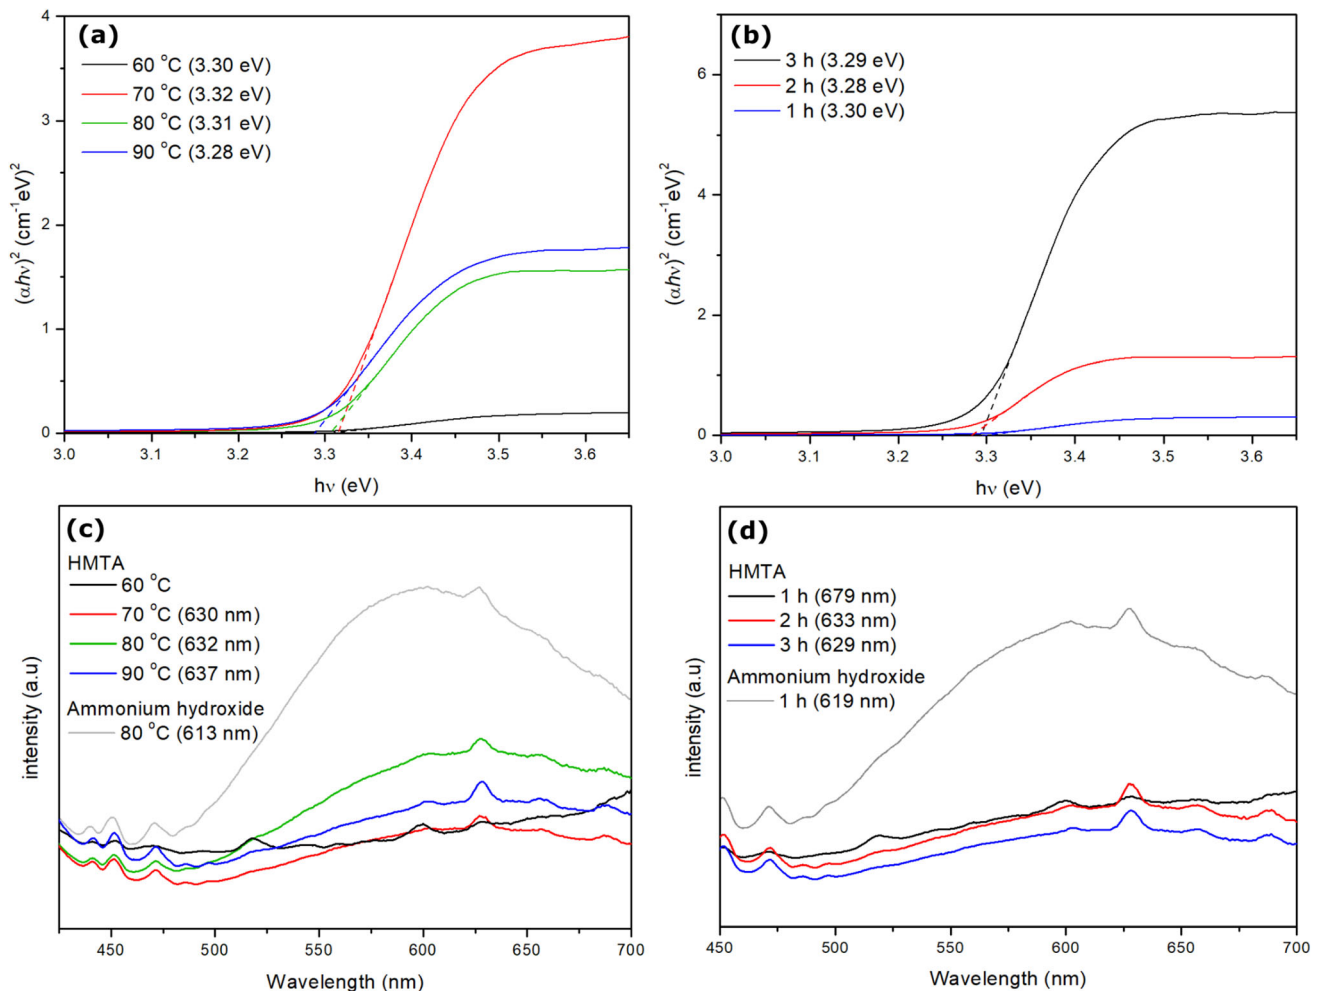 (a)
60 °C (3.30 eV)
70 °C (3.32 eV)
80 °C (3.31 eV)
90 °C (3.28 eV)
(αhν)² (cm⁻¹eV)²
4
3
2
1
0
3.0 3.1 3.2 3.3 3.4 3.5 3.6
hν (eV)
(b)
3 h (3.29 eV)
2 h (3.28 eV)
1 h (3.30 eV)
(αhν)² (cm⁻¹eV)²
6
4
2
0
3.0 3.1 3.2 3.3 3.4 3.5 3.6
hν (eV)
(c)
HMTA
60 °C
70 °C (630 nm)
80 °C (632 nm)
90 °C (637 nm)
Ammonium hydroxide
80 °C (613 nm)
intensity (a.u)
450 500 550 600 650 700
Wavelength (nm)
(d)
HMTA
1 h (679 nm)
2 h (633 nm)
3 h (629 nm)
Ammonium hydroxide
1 h (619 nm)
intensity (a.u)
450 500 550 600 650 700
Wavelength (nm)